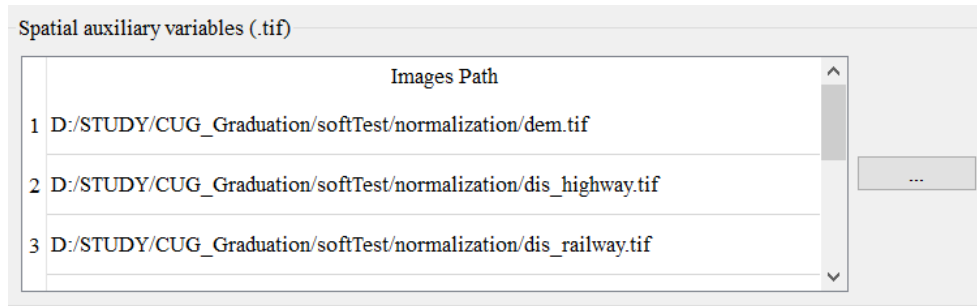 Spatial auxiliary variables (.tif)
Images Path
1 D:/STUDY/CUG_Graduation/softTest/normalization/dem.tif
2 D:/STUDY/CUG_Graduation/softTest/normalization/dis_highway.tif
...
3 D:/STUDY/CUG_Graduation/softTest/normalization/dis_railway.tif